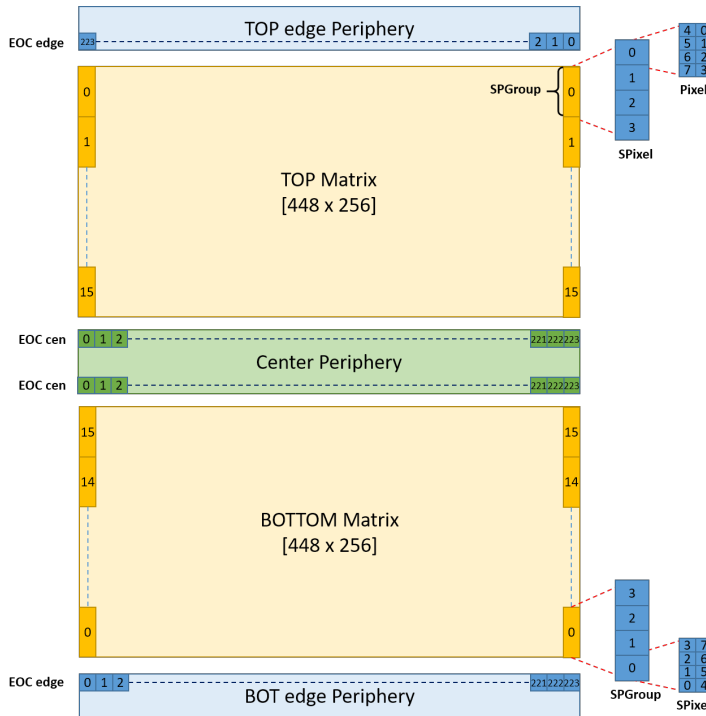 TOP edge Periphery
EOC edge
223
2 1 0
0
0
SPGroup
1
1
TOP Matrix
[448 x 256]
15
15
0
1
2
3
SPixel
4 0
5 1
6 2
7 3
Pixel
EOC cen
0 1 2
221 222 223
Center Periphery
EOC cen
0 1 2
221 222 223
15
15
14
14
BOTTOM Matrix
[448 x 256]
0
0
3
2
1
0
SPGroup
3 7
2 6
1 5
0 4
SPixel
EOC edge
0 1 2
221 222 223
BOT edge Periphery